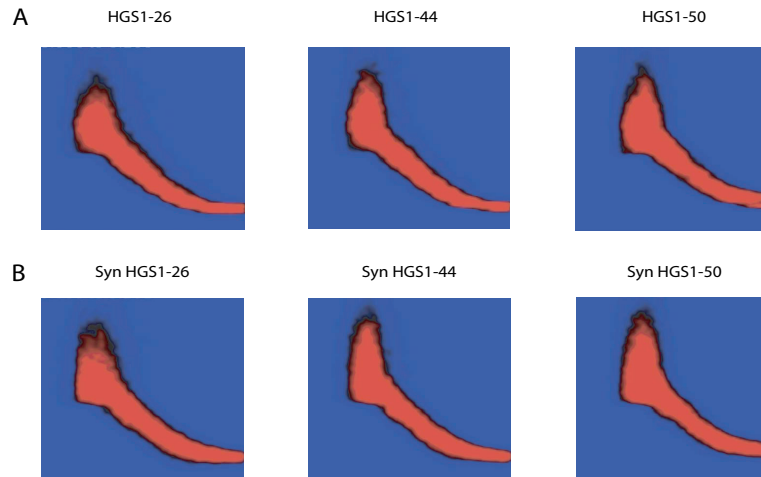 A
HGS1-26
HGS1-44
HGS1-50
B
Syn HGS1-26
Syn HGS1-44
Syn HGS1-50